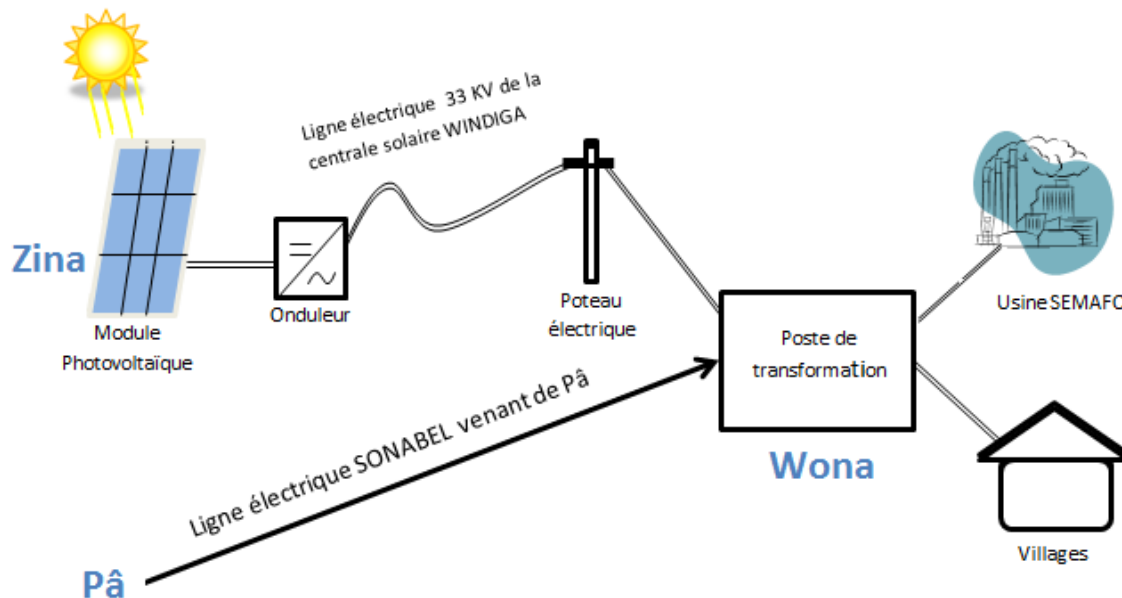 Ligne électrique 33 KV de la
centrale solaire WINDIGA
Zina
Module
Photovoltaïque
Onduleur
Poteau
électrique
Poste de
transformation
Usine SEMAFO
Ligne électrique SONABEL venant de Pâ
Wona
Villages
Pâ